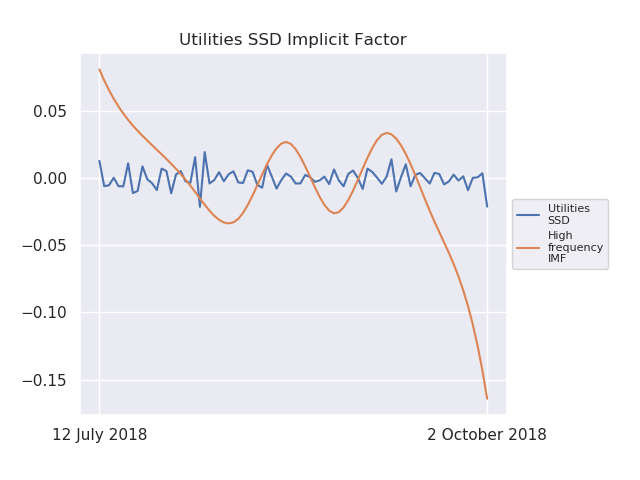 Utilities SSD Implicit Factor
0.05
0.00
−0.05
−0.10
−0.15
12 July 2018
2 October 2018
Utilities
SSD
High
frequency
IMF